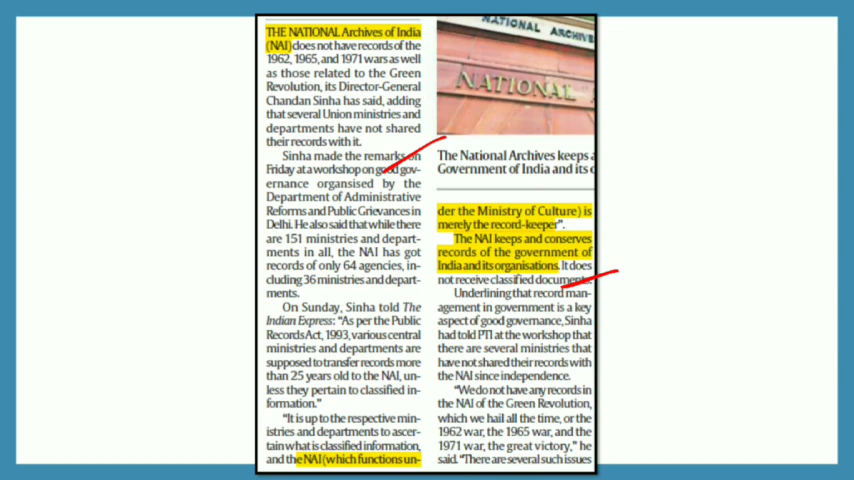 THE NATIONAL Archives of India
(NAI) does not have records of the
1962, 1965, and 1971 wars as well
as those related to the Green
Revolution, its Director-General
Chandan Sinha has said, adding
that several Union ministries and
departments have not shared
their records with it.
Sinha made the remarks on
Friday at a workshop on good gov-
ernance organsised by the
Department of Administrative
Reforms and Public Grievances in
Delhi. He also said that while there
are 151 ministries and depart-
ments in all, the NAI has got
records of only 64 agencies, in-
cluding 36 ministries and depart-
ments.
On Sunday, Sinha told The
Indian Express: “As per the Public
Records Act, 1993, various central
ministries and departments are
supposed to transfer records more
than 25 years old to the NAI, un-
less they pertain to classified in-
formation.”
“It is up to the respective min-
istries and departments to ascer-
tain what is classified information,
and the NAI (which functions un-
NATIONAL ARCHIVE
NATIONAL A
The National Archives keeps a
Government of India and its o
der the Ministry of Culture) is
merely the record-keeper”.
The NAI keeps and conserves
records of the government of
India and its organisations. It does
not receive classified documents.
Underlining that record man-
agement in government is a key
aspect of good governance, Sinha
had told PTI at the workshop that
there are several ministries that
have not shared their records with
the NAI since independence.
“We do not have any records in
the NAI of the Green Revolution,
which we hail all the time, or the
1962 war, the 1965 war, and the
1971 war, the great victory,” he
said. “There are several such issues